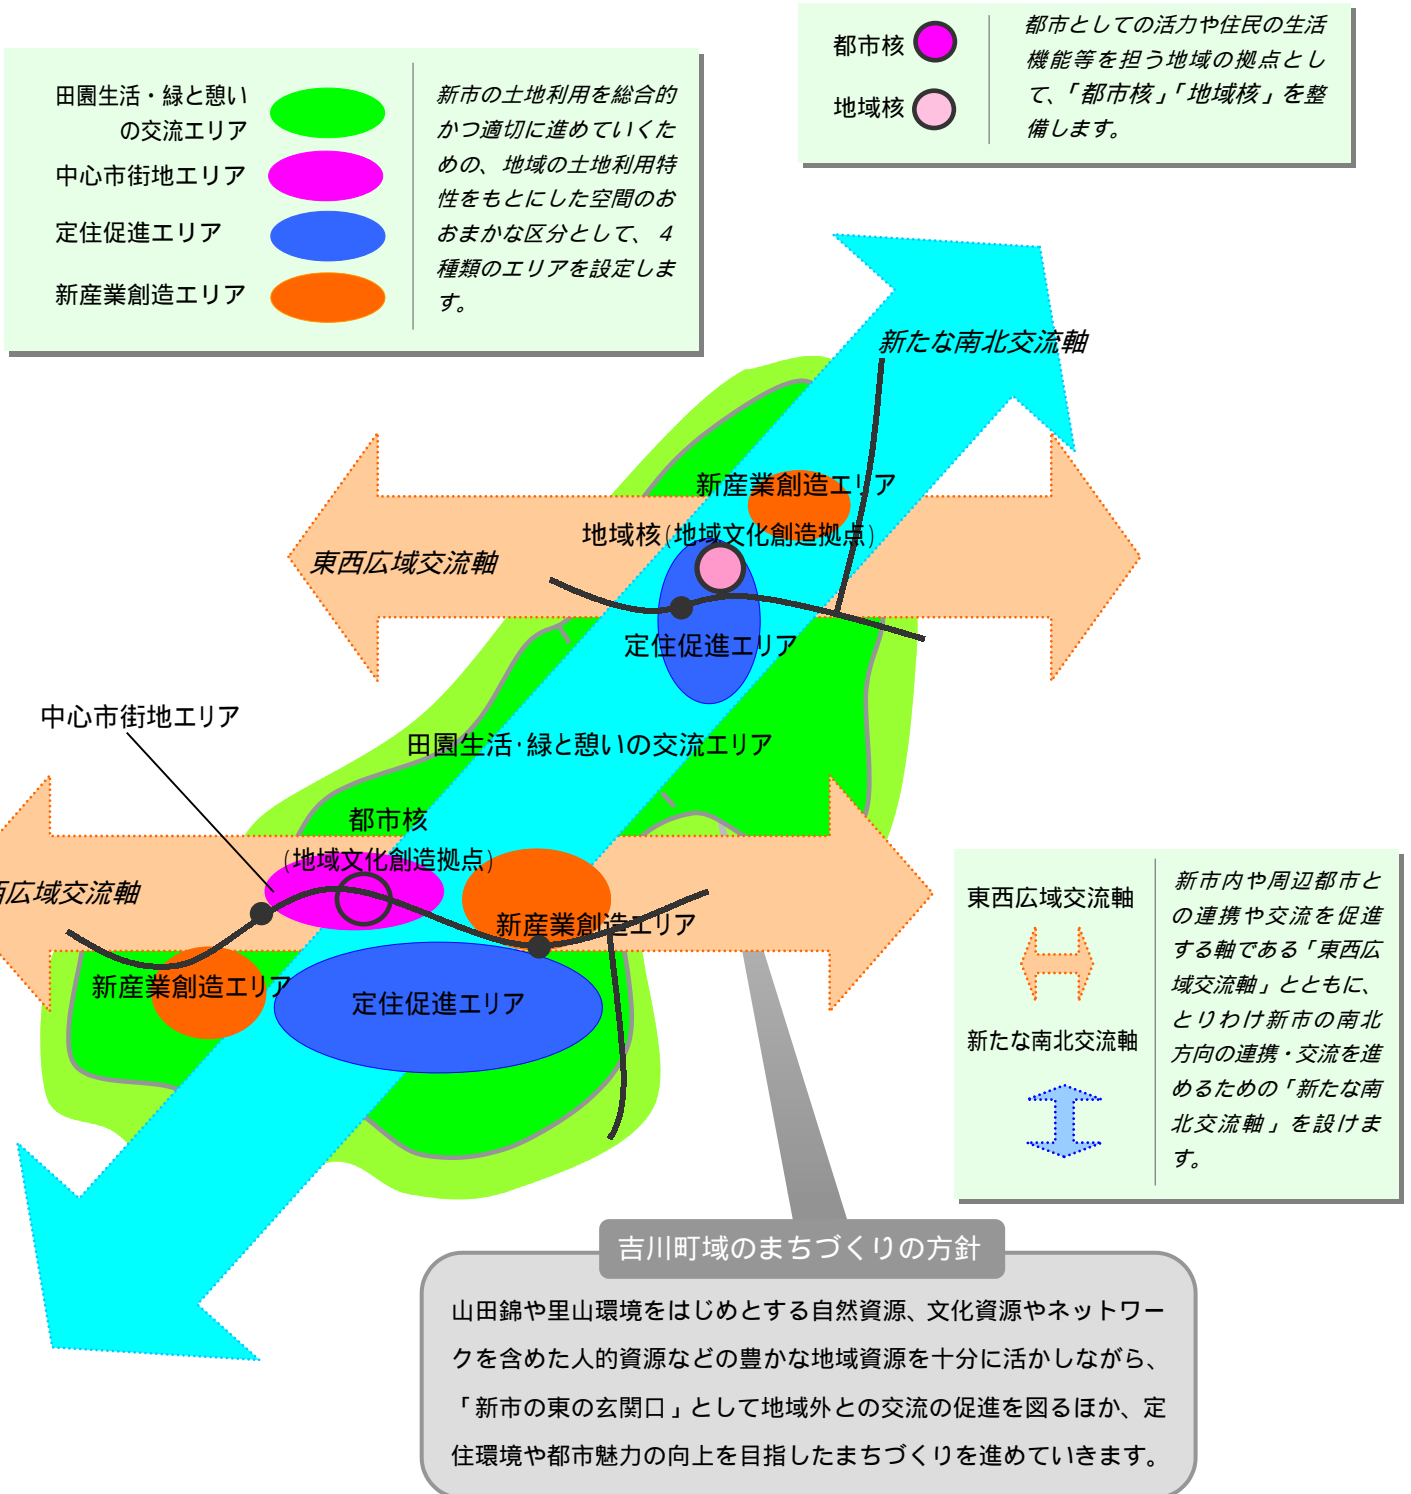 都市核
地域核
都市としての活力や住民の生活
機能等を担う地域の拠点とし
て、「都市核」「地域核」を整
備します。
田園生活・緑と憩い
の交流エリア
中心市街地エリア
定住促進エリア
新産業創造エリア
新市の土地利用を総合的
かつ適切に進めていくた
めの、地域の土地利用特
性をもとにした空間のお
おまかな区分として、4
種類のエリアを設定しま
す。
新たな南北交流軸
新産業創造エリア
地域核(地域文化創造拠点)
東西広域交流軸
定住促進エリア
中心市街地エリア
田園生活・緑と憩いの交流エリア
都市核
(地域文化創造拠点)
西広域交流軸
新産業創造エリア
新産業創造エリア
定住促進エリア
東西広域交流軸
新たな南北交流軸
新市内や周辺都市と
の連携や交流を促進
する軸である「東西広
域交流軸」とともに、
とりわけ新市の南北
方向の連携・交流を進
めるための「新たな南
北交流軸」を設けま
す。
吉川町域のまちづくりの方針
山田錦や里山環境をはじめとする自然資源、文化資源やネットワー
クを含めた人的資源などの豊かな地域資源を十分に活かしながら、
「新市の東の玄関口」として地域外との交流の促進を図るほか、定
住環境や都市魅力の向上を目指したまちづくりを進めていきます。